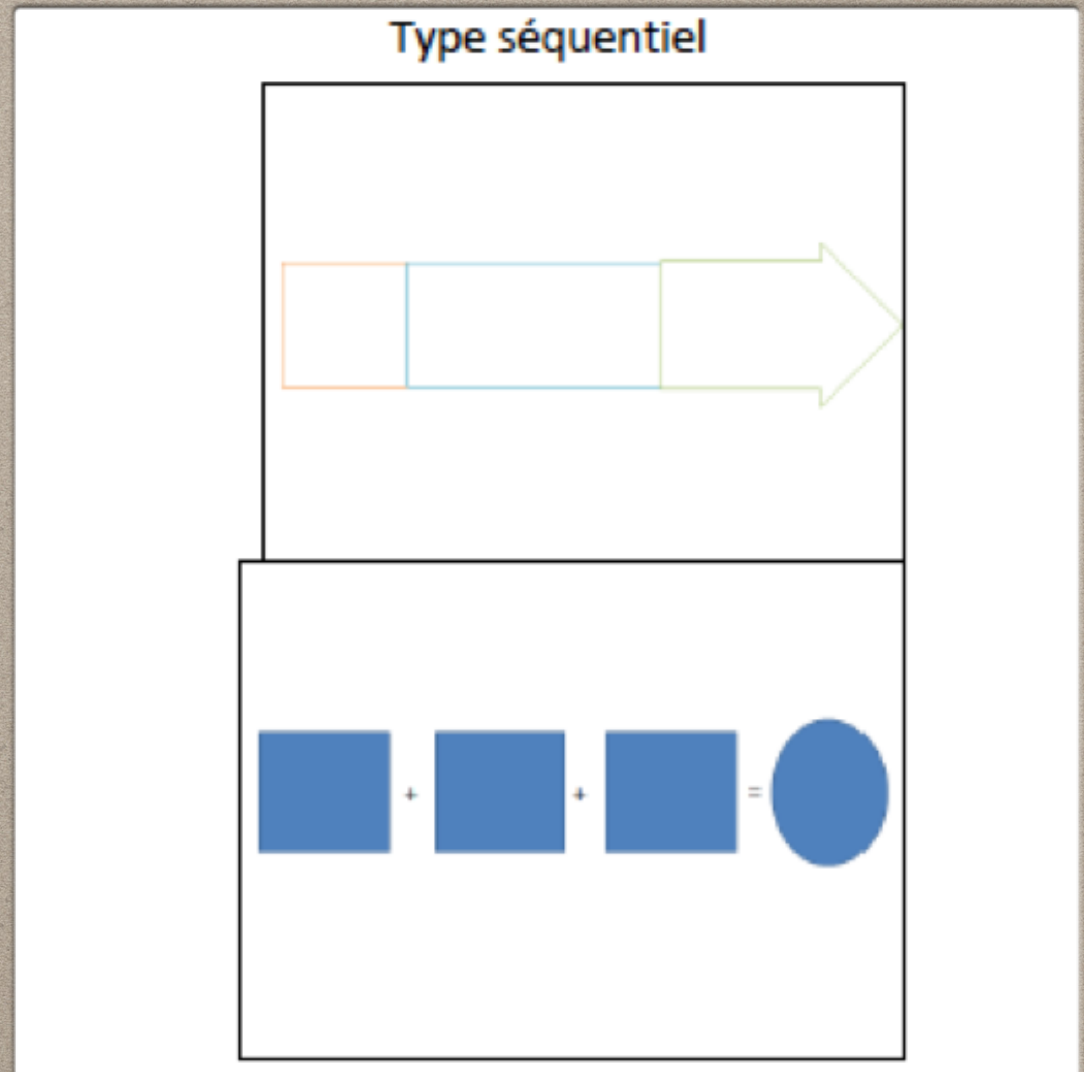 Type séquentiel
+ + =